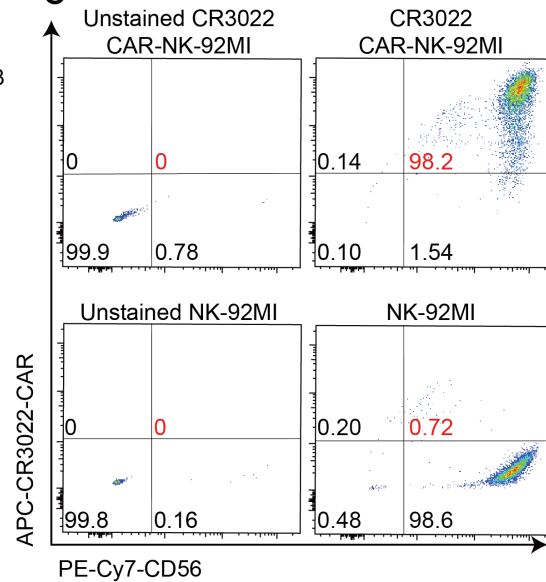 Unstained CR3022
CAR-NK-92MI
CR3022
CAR-NK-92MI
0
0
99.9
0.78
0.14
98.2
0.10
1.54
Unstained NK-92MI
NK-92MI
0
0
99.8
0.16
0.20
0.72
0.48
98.6
APC-CR3022-CAR
PE-Cy7-CD56